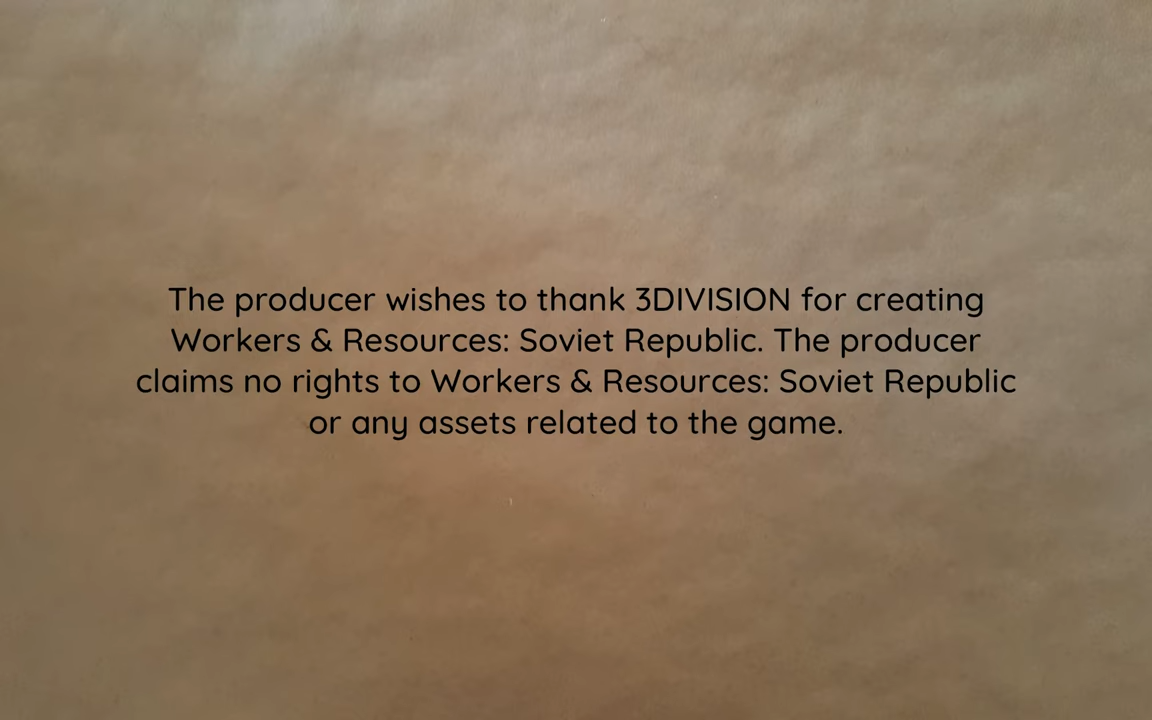 The producer wishes to thank 3DIVISION for creating
Workers & Resources: Soviet Republic. The producer
claims no rights to Workers & Resources: Soviet Republic
or any assets related to the game.